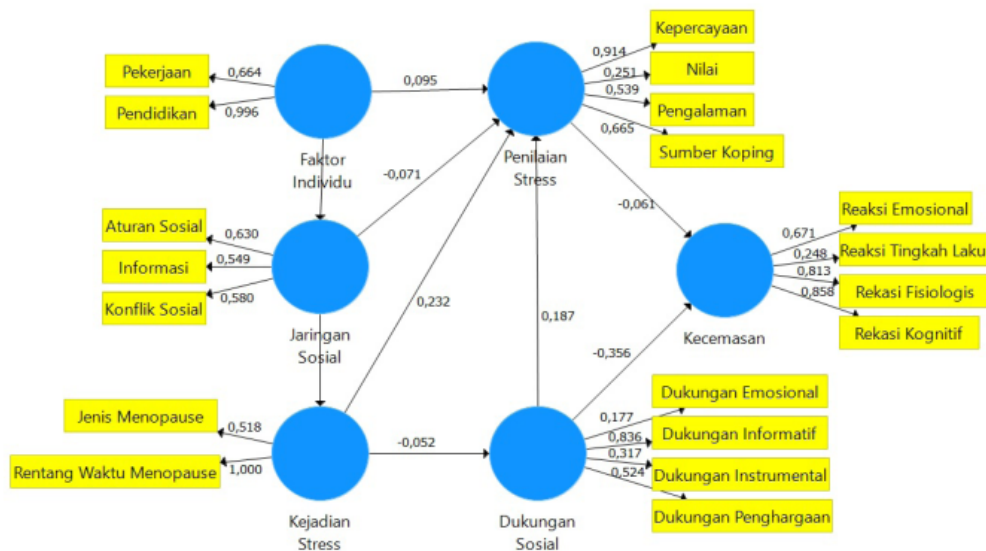 Kepercayaan
0,914
Pekerjaan
0,664
0,095
0,251
Nilai
Pendidikan
0,996
0,539
Pengalaman
0,665
Sumber Koping
Faktor
Individu
Penilaian
Stress
-0,071
-0,061
Reaksi Emosional
Aturan Sosial
0,630
0,671
Reaksi Tingkah Laku
0,248
Informasi
0,549
0,813
Rekasi Fisiologis
Konflik Sosial
0,580
0,232
0,858
Rekasi Kognitif
0,187
Jaringan
Sosial
Kecemasan
-0,356
Dukungan Emosional
Jenis Menopause
0,518
0,177
0,836
Dukungan Informatif
-0,052
0,317
Rentang Waktu Menopause
1,000
0,524
Dukungan Instrumental
Dukungan Penghargaan
Kejadian
Stress
Dukungan
Sosial